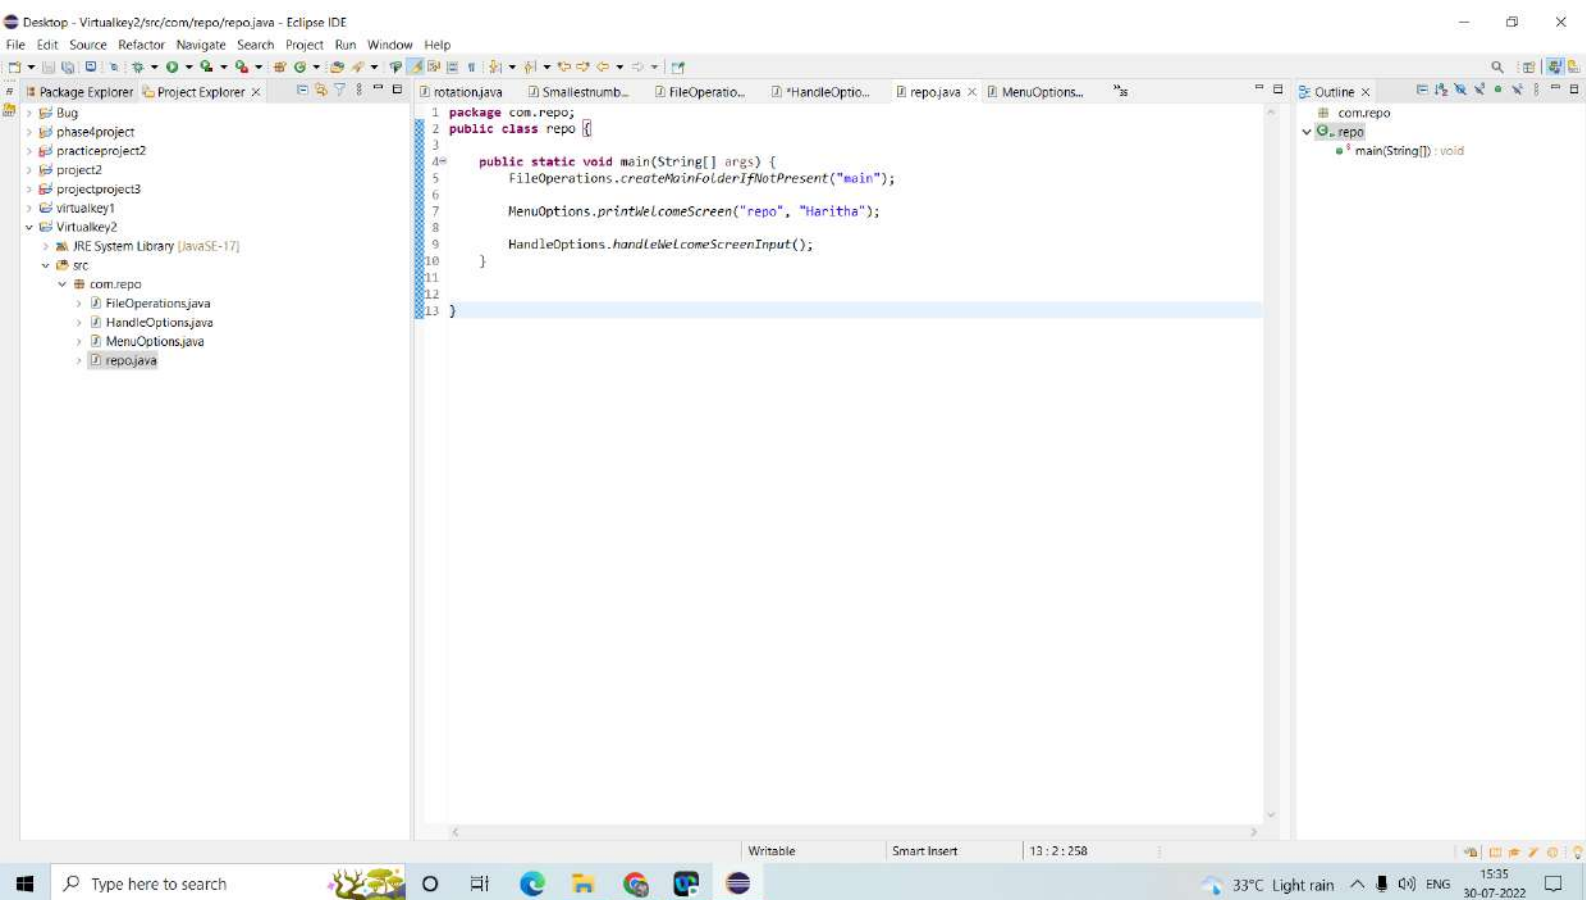 Desktop - Virtualkey2/src/com/repo/repo.java - Eclipse IDE
File Edit Source Refactor Navigate Search Project Run Window Help
Package Explorer Project Explorer
Bug
phase4project
practiceproject2
project2
projectproject3
virtualkey1
Virtualkey2
JRE System Library [JavaSE-17]
src
com.repo
FileOperations.java
HandleOptions.java
MenuOptions.java
repo.java
rotation.java Smallestnumb... FileOperatio... *HandleOptio... repo.java MenuOptions... "35
1 package com.repo;
2 public class repo {
3
4 public static void main(String[] args) {
5 FileOperations.createMainFolderIfNotPresent("main");
6
7 MenuOptions.printWelcomeScreen("repo", "Haritha");
8
9 HandleOptions.handleWelcomeScreenInput();
10 }
11
12
13 }
Outline
com.repo
repo
main(String[]) : void
Writable Smart Insert 13 : 2 : 258
Type here to search
33°C Light rain ENG 15:35
30-07-2022